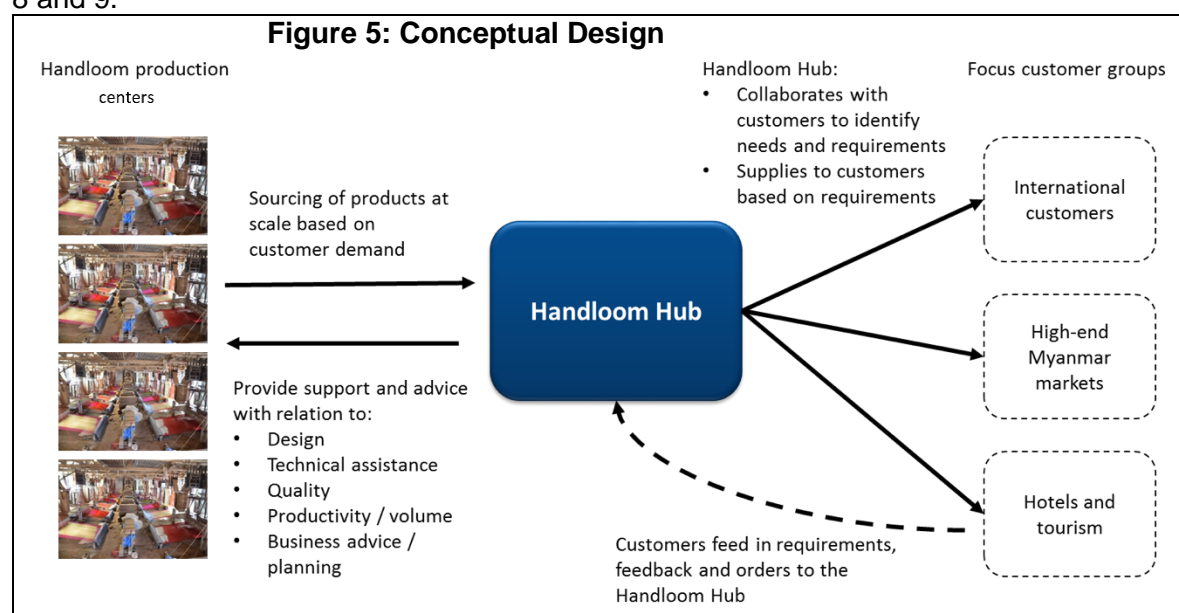 8 and 9.
Figure 5: Conceptual Design
Handloom production
centers
Sourcing of products at
scale based on
customer demand
Provide support and advice
with relation to:
• Design
• Technical assistance
• Quality
• Productivity / volume
• Business advice /
planning
Handloom Hub
Handloom Hub:
• Collaborates with
customers to identify
needs and requirements
• Supplies to customers
based on requirements
Customers feed in requirements,
feedback and orders to the
Handloom Hub
Focus customer groups
International
customers
High-end
Myanmar
markets
Hotels and
tourism